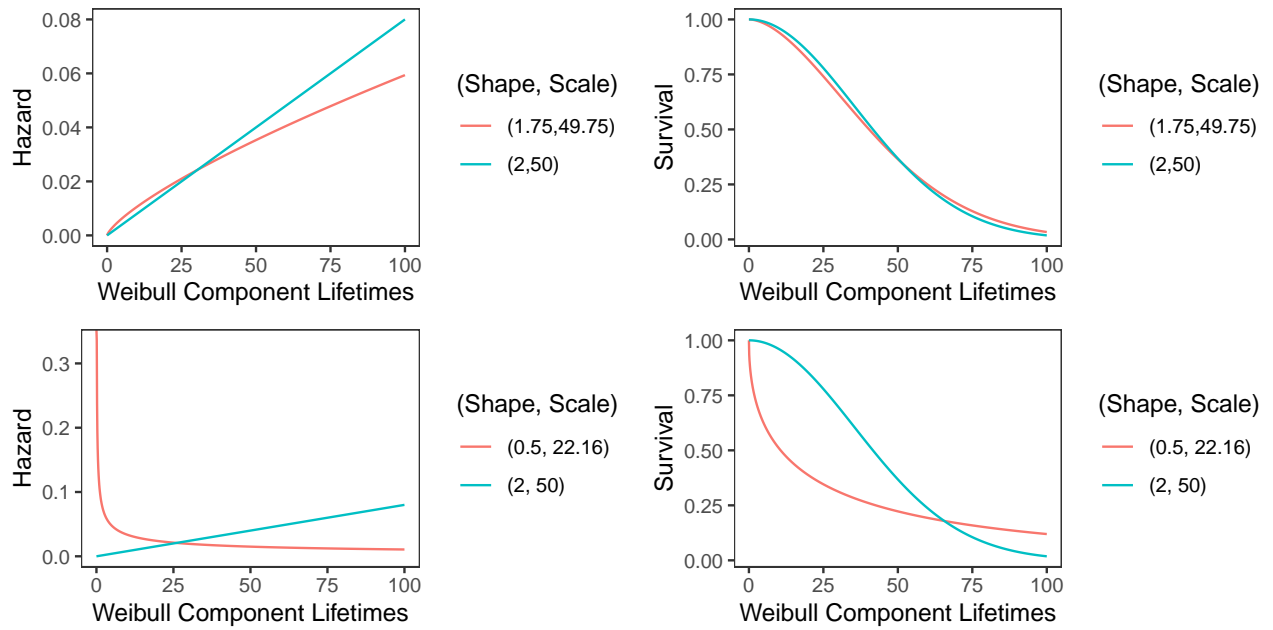 0.08
0.06
0.04
0.02
0.00
Hazard
0 25 50 75 100
Weibull Component Lifetimes
(Shape, Scale)
(1.75,49.75)
(2,50)
1.00
0.75
0.50
0.25
0.00
Survival
0 25 50 75 100
Weibull Component Lifetimes
(Shape, Scale)
(1.75,49.75)
(2,50)
0.3
0.2
0.1
0.0
Hazard
0 25 50 75 100
Weibull Component Lifetimes
(Shape, Scale)
(0.5, 22.16)
(2, 50)
1.00
0.75
0.50
0.25
0.00
Survival
0 25 50 75 100
Weibull Component Lifetimes
(Shape, Scale)
(0.5, 22.16)
(2, 50)